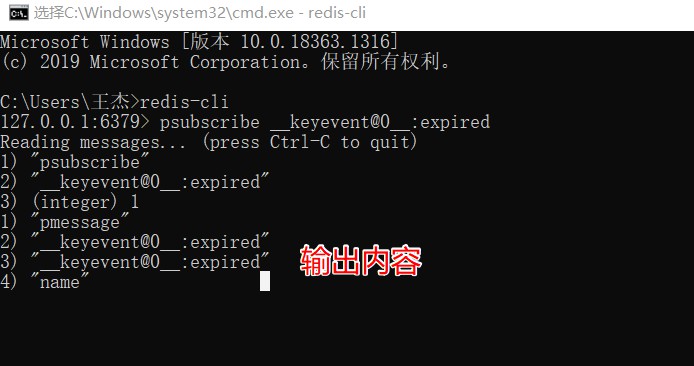 选择C:\Windows\system32\cmd.exe - redis-cli
Microsoft Windows [版本 10.0.18363.1316]
(c) 2019 Microsoft Corporation。保留所有权利。
C:\Users\王杰>redis-cli
127.0.0.1:6379> psubscribe __keyevent@0__:expired
Reading messages... (press Ctrl-C to quit)
1) "psubscribe"
2) "__keyevent@0__:expired"
3) (integer) 1
1) "pmessage"
2) "__keyevent@0__:expired"
3) "__keyevent@0__:expired"
输出内容
4) "name"